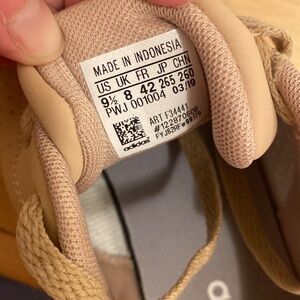 MADE IN INDONESIA
US UK FR JP CHN
9½ 8 42 265 260
PWJ 001004 03/19
ART F34441
adidas